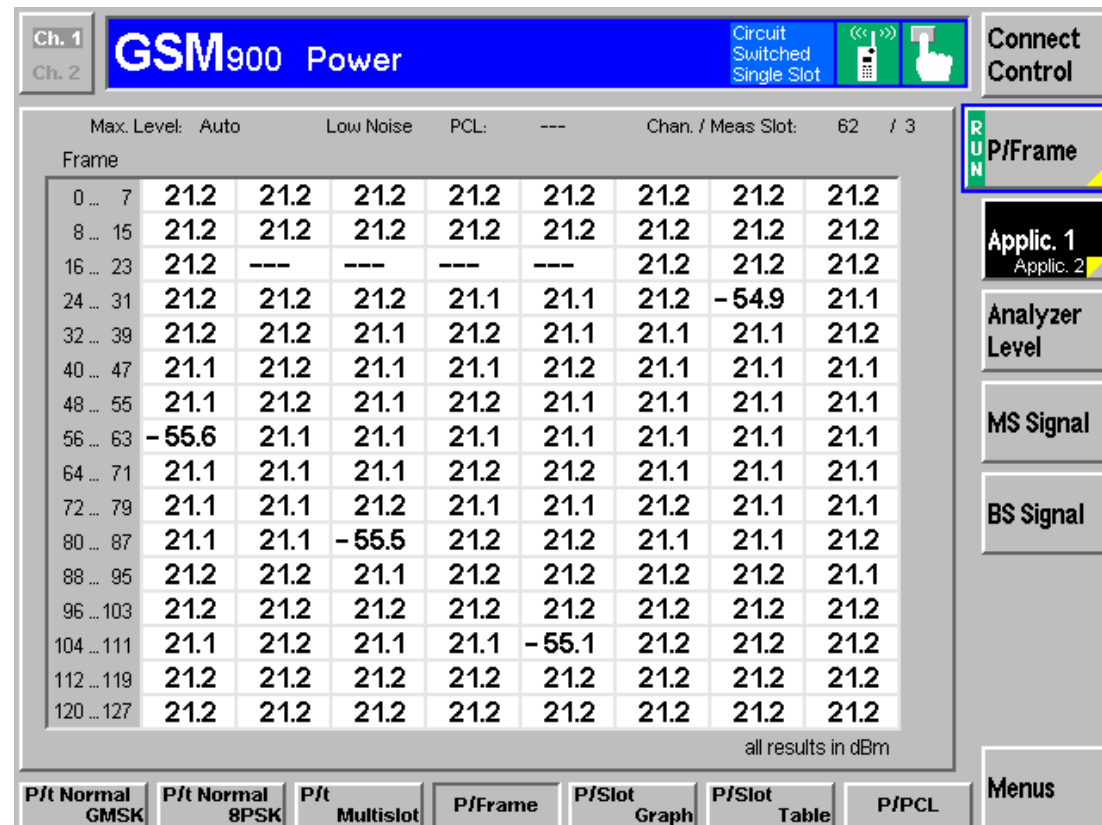 Ch. 1
Ch. 2
GSM900 Power
Circuit
Switched
Single Slot
Connect
Control
Max. Level: Auto Low Noise PCL: --- Chan. / Meas Slot: 62 / 3
Frame
0 ... 7 21.2 21.2 21.2 21.2 21.2 21.2 21.2 21.2
8 ... 15 21.2 21.2 21.2 21.2 21.2 21.2 21.2 21.2
16 ... 23 21.2 --- --- --- --- 21.2 21.2 21.2
24 ... 31 21.2 21.2 21.2 21.1 21.1 21.2 -54.9 21.1
32 ... 39 21.2 21.2 21.1 21.2 21.1 21.1 21.1 21.2
40 ... 47 21.1 21.1 21.1 21.2 21.2 21.1 21.1 21.1
48 ... 55 21.1 21.2 21.1 21.2 21.1 21.1 21.1 21.1
56 ... 63 -55.6 21.1 21.1 21.1 21.1 21.1 21.1 21.1
64 ... 71 21.1 21.1 21.1 21.2 21.2 21.1 21.1 21.1
72 ... 79 21.1 21.1 21.2 21.1 21.2 21.1 21.1 21.1
80 ... 87 21.1 21.1 -55.5 21.2 21.2 21.1 21.1 21.2
88 ... 95 21.2 21.2 21.1 21.2 21.2 21.2 21.2 21.1
96 ... 103 21.2 21.2 21.2 21.2 21.2 21.2 21.2 21.2
104 ... 111 21.1 21.2 21.1 21.1 -55.1 21.2 21.2 21.2
112 ... 119 21.2 21.2 21.2 21.2 21.2 21.2 21.2 21.2
120 ... 127 21.2 21.2 21.2 21.2 21.2 21.2 21.2 21.2
all results in dBm
RUN
P/Frame
Applic. 1
Applic. 2
Analyzer
Level
MS Signal
BS Signal
Menus
P/t Normal
GMSK
P/t Normal
8PSK
P/t
Multislot
P/Frame
P/Slot
Graph
P/Slot
Table
P/PCL